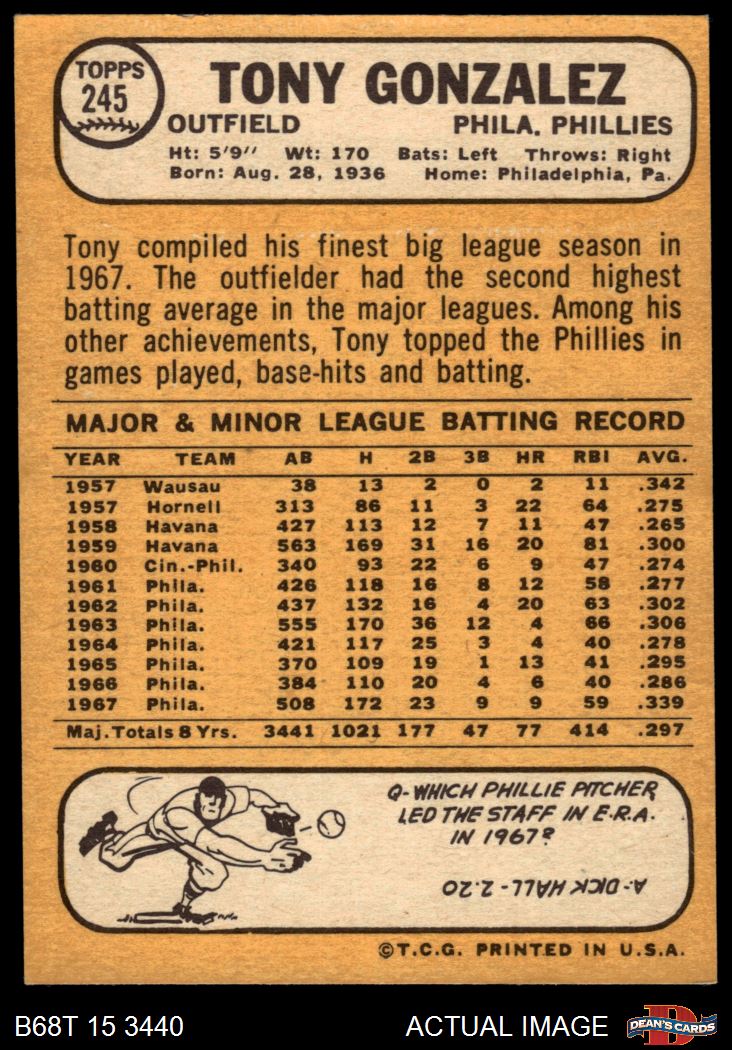 TOPPS
245
TONY GONZALEZ
OUTFIELD PHILA. PHILLIES
Ht: 5'9" Wt: 170 Bats: Left Throws: Right
Born: Aug. 28, 1936 Home: Philadelphia, Pa.
Tony compiled his finest big league season in
1967. The outfielder had the second highest
batting average in the major leagues. Among his
other achievements, Tony topped the Phillies in
games played, base-hits and batting.
MAJOR & MINOR LEAGUE BATTING RECORD
YEAR TEAM AB H 2B 3B HR RBI AVG.
1957 Wausau 38 13 2 0 2 11 .342
1957 Hornell 313 86 11 3 22 64 .275
1958 Havana 427 113 12 7 11 47 .265
1959 Havana 563 169 31 16 20 81 .300
1960 Cin.-Phil. 340 93 22 6 9 47 .274
1961 Phila. 426 118 16 8 12 58 .277
1962 Phila. 437 132 16 4 20 63 .302
1963 Phila. 555 170 36 12 4 66 .306
1964 Phila. 421 117 25 3 4 40 .278
1965 Phila. 370 109 19 1 13 41 .295
1966 Phila. 384 110 20 4 6 40 .286
1967 Phila. 508 172 23 9 9 59 .339
Maj. Totals 8 Yrs. 3441 1021 177 47 77 414 .297
Q-WHICH PHILLIE PITCHER
LED THE STAFF IN E.R.A.
IN 1967?
A-DICK HALL-2.20
©T.C.G. PRINTED IN U.S.A.
B68T 15 3440 ACTUAL IMAGE D DEAN'S CARDS